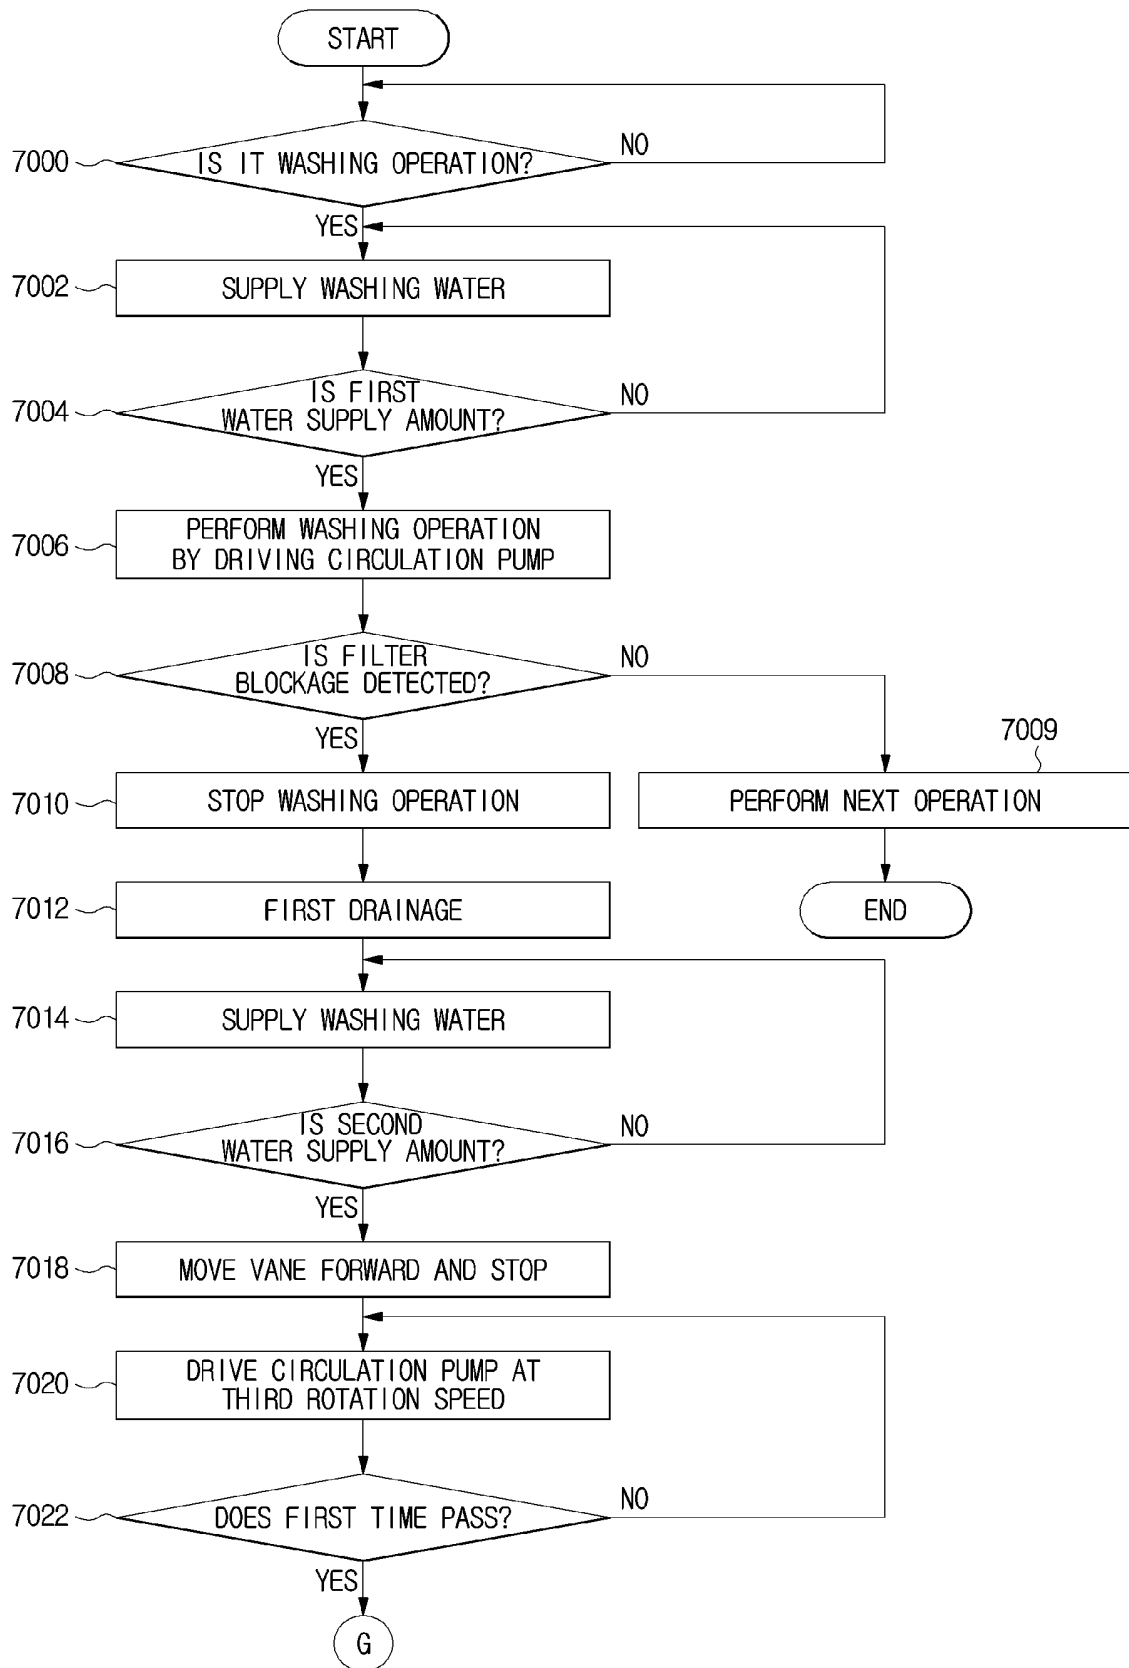 START
7000
IS IT WASHING OPERATION?
NO
YES
7002
SUPPLY WASHING WATER
7004
IS FIRST
WATER SUPPLY AMOUNT?
NO
YES
7006
PERFORM WASHING OPERATION
BY DRIVING CIRCULATION PUMP
7008
IS FILTER
BLOCKAGE DETECTED?
NO
YES
7009
7010
STOP WASHING OPERATION
PERFORM NEXT OPERATION
7012
FIRST DRAINAGE
END
7014
SUPPLY WASHING WATER
7016
IS SECOND
WATER SUPPLY AMOUNT?
NO
YES
7018
MOVE VANE FORWARD AND STOP
7020
DRIVE CIRCULATION PUMP AT
THIRD ROTATION SPEED
7022
DOES FIRST TIME PASS?
NO
YES
G